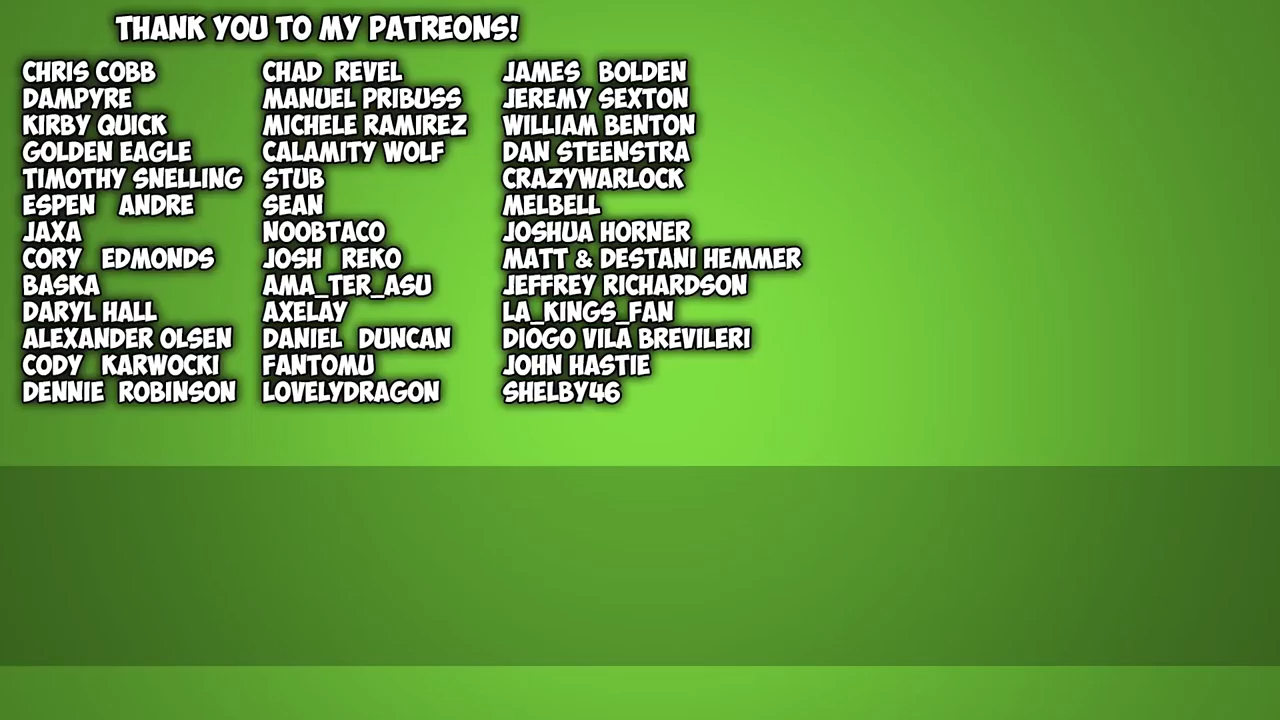 THANK YOU TO MY PATREONS!
CHRIS COBB
DAMPYRE
KIRBY QUICK
GOLDEN EAGLE
TIMOTHY SNELLING
ESPEN ANDRE
JAXA
CORY EDMONDS
BASKA
DARYL HALL
ALEXANDER OLSEN
CODY KARWOCKI
DENNIE ROBINSON
CHAD REVEL
MANUEL PRIBUSS
MICHELE RAMIREZ
CALAMITY WOLF
STUB
SEAN
NOOBTACO
JOSH REKO
AMA_TER_ASU
AXELAY
DANIEL DUNCAN
FANTOMU
LOVELYDRAGON
JAMES BOLDEN
JEREMY SEXTON
WILLIAM BENTON
DAN STEENSTRA
CRAZYWARLOCK
MELBELL
JOSHUA HORNER
MATT & DESTANI HEMMER
JEFFREY RICHARDSON
LA_KINGS_FAN
DIOGO VILA BREVILERI
JOHN HASTIE
SHELBY46